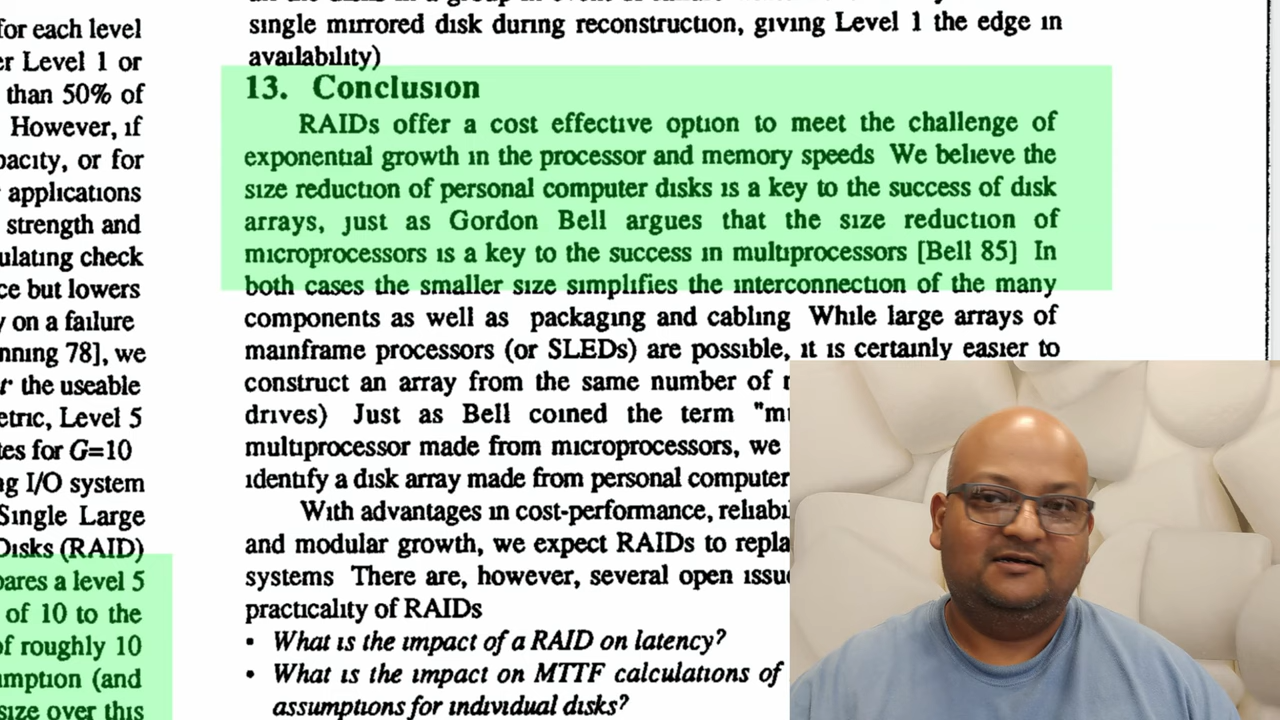 for each level
er Level 1 or
than 50% of
However, if
pacity, or for
applications
strength and
ulating check
ce but lowers
y on a failure
nning 78], we
r the useable
etric, Level 5
tes for G=10
ng I/O system
Single Large
Disks (RAID)
pares a level 5
of 10 to the
of roughly 10
mption (and
size over this
single mirrored disk during reconstruction, giving Level 1 the edge in
availability)
13. Conclusion
RAIDs offer a cost effective option to meet the challenge of
exponential growth in the processor and memory speeds We believe the
size reduction of personal computer disks is a key to the success of disk
arrays, just as Gordon Bell argues that the size reduction of
microprocessors is a key to the success in multiprocessors [Bell 85] In
both cases the smaller size simplifies the interconnection of the many
components as well as packaging and cabling While large arrays of
mainframe processors (or SLEDs) are possible, it is certainly easier to
construct an array from the same number of
drives) Just as Bell coined the term "m
multiprocessor made from microprocessors, we
identify a disk array made from personal computer
With advantages in cost-performance, reliabi
and modular growth, we expect RAIDs to repla
systems There are, however, several open issu
practicality of RAIDs
• What is the impact of a RAID on latency?
• What is the impact on MTTF calculations of
assumptions for individual disks?